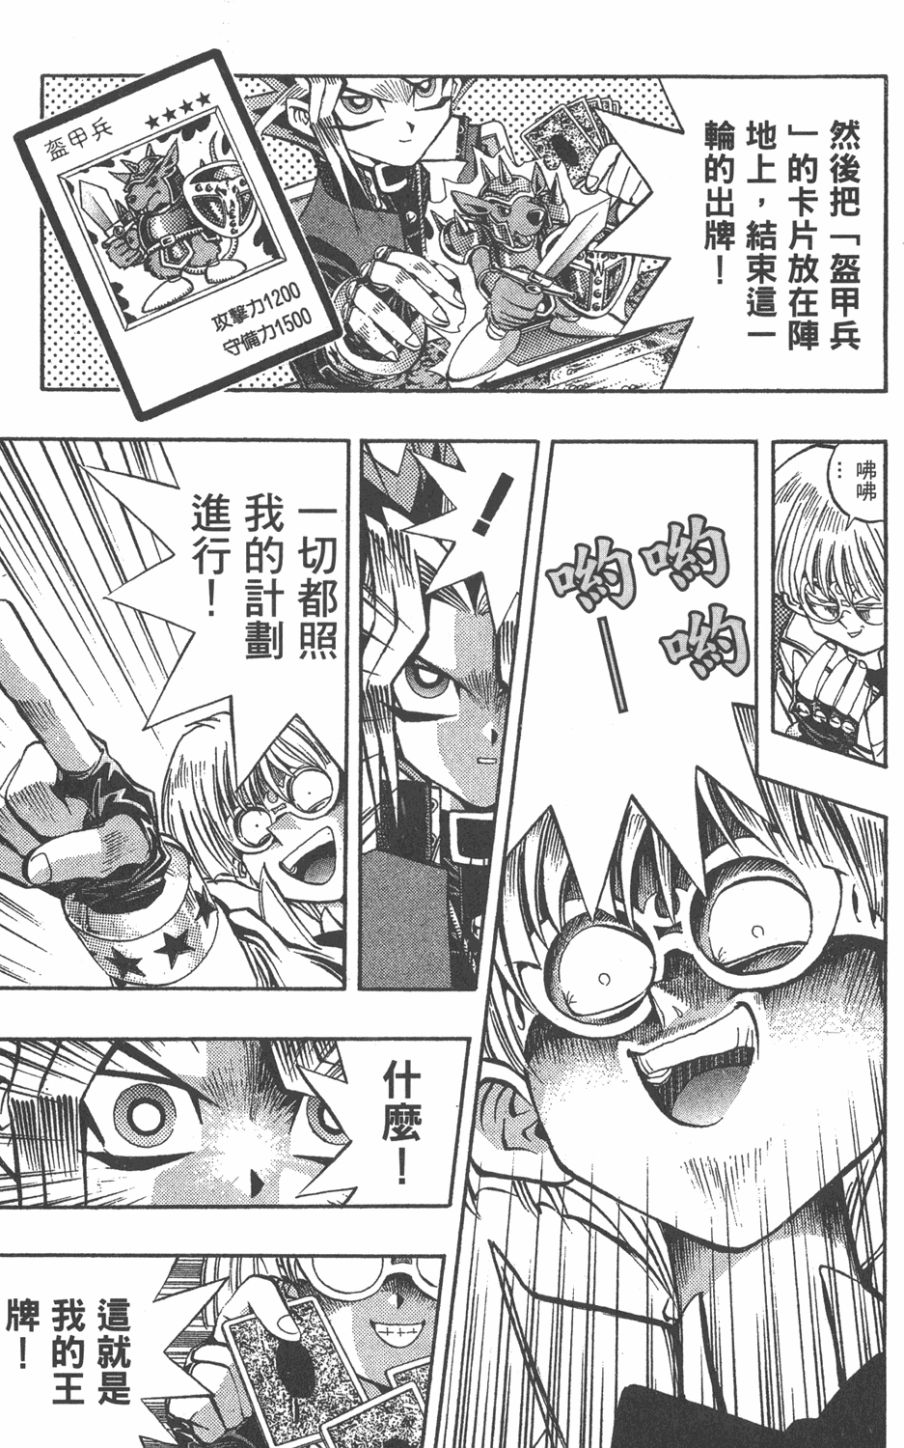 然後把「盔甲兵
」的卡片放在陣
地上，結束這一
輪的出牌！
盔甲兵
攻擊力1200
守備力1500
咈咈
…
喲喲
喲喲—
！
一切都照
我的計劃
進行！
什麼！
這就是
我的王
牌！